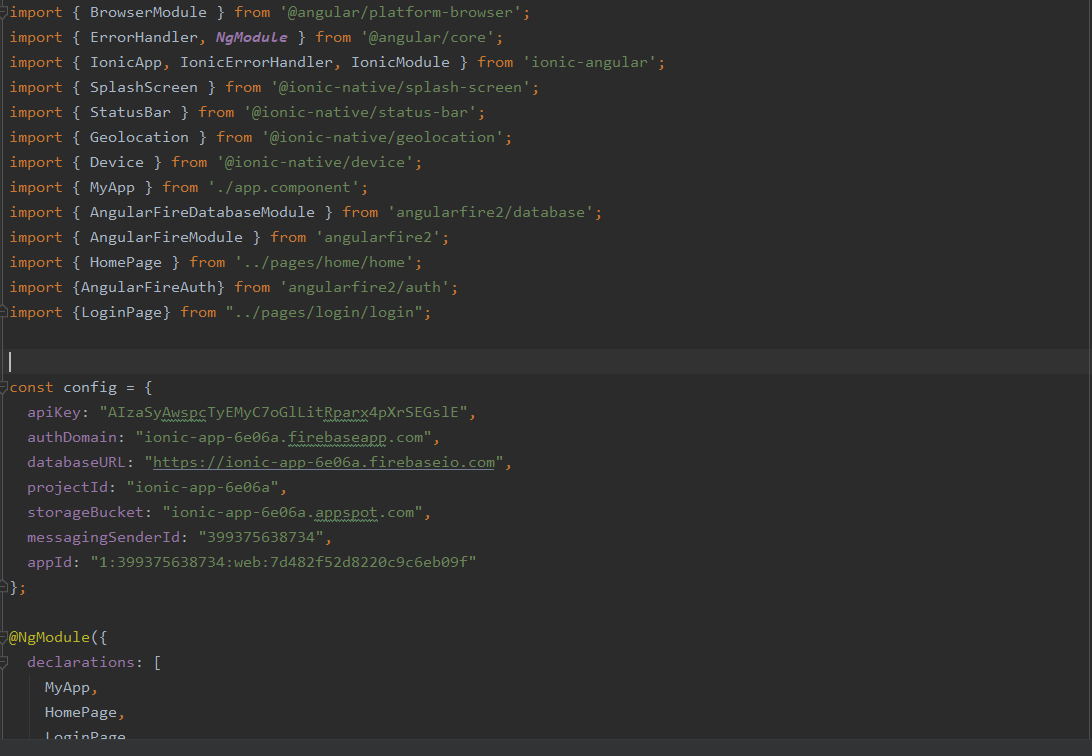 import { BrowserModule } from '@angular/platform-browser';
import { ErrorHandler, NgModule } from '@angular/core';
import { IonicApp, IonicErrorHandler, IonicModule } from 'ionic-angular';
import { SplashScreen } from '@ionic-native/splash-screen';
import { StatusBar } from '@ionic-native/status-bar';
import { Geolocation } from '@ionic-native/geolocation';
import { Device } from '@ionic-native/device';
import { MyApp } from './app.component';
import { AngularFireDatabaseModule } from 'angularfire2/database';
import { AngularFireModule } from 'angularfire2';
import { HomePage } from '../pages/home/home';
import {AngularFireAuth} from 'angularfire2/auth';
import {LoginPage} from "../pages/login/login";
const config = {
apiKey: "AIzaSyAwspcTyEMyC7oGlLitRparx4pXrSEGslE",
authDomain: "ionic-app-6e06a.firebaseapp.com",
databaseURL: "https://ionic-app-6e06a.firebaseio.com",
projectId: "ionic-app-6e06a",
storageBucket: "ionic-app-6e06a.appspot.com",
messagingSenderId: "399375638734",
appId: "1:399375638734:web:7d482f52d8220c9c6eb09f"
};
@NgModule({
declarations: [
MyApp,
HomePage,
LoginPage